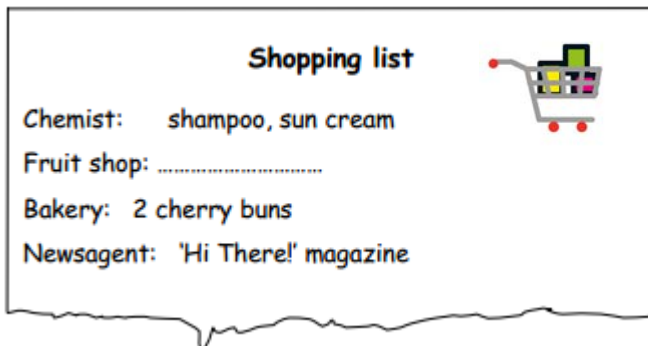 Shopping list
Chemist: shampoo, sun cream
Fruit shop: ................................
Bakery: 2 cherry buns
Newsagent: 'Hi There!' magazine